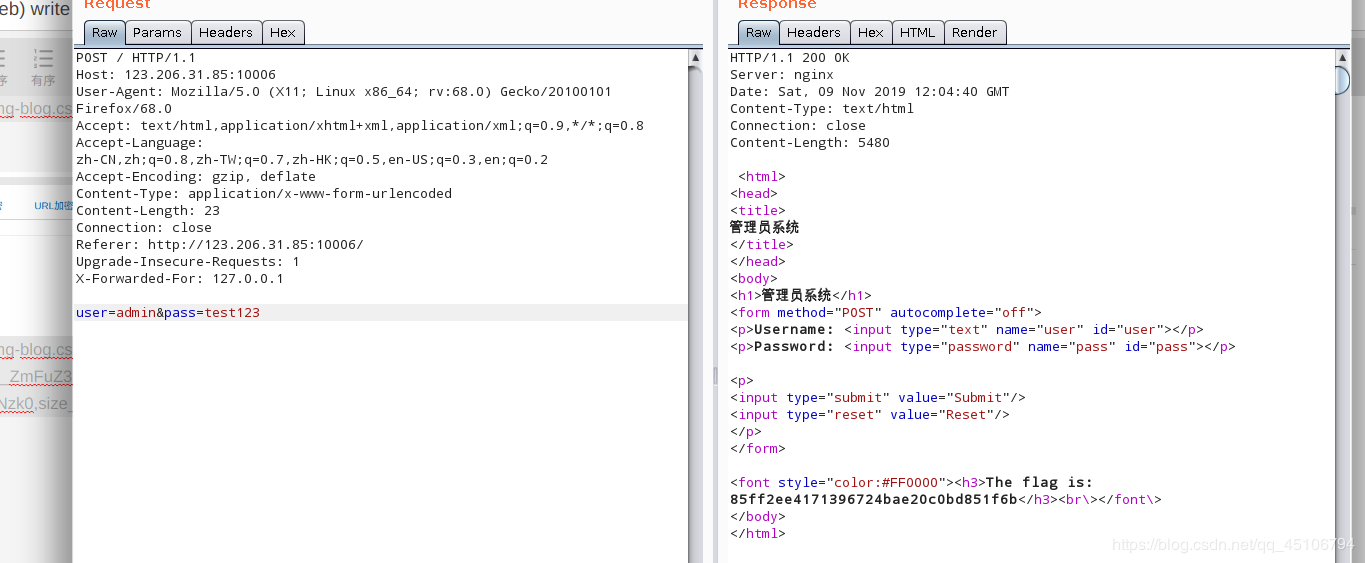 eb) write
序
有序
ng-blog.cs
URL加密
ng-blog.cs
_ZmFuZ3
Nzk0,size_
Request
Raw
Params
Headers
Hex
POST / HTTP/1.1
Host: 123.206.31.85:10006
User-Agent: Mozilla/5.0 (X11; Linux x86_64; rv:68.0) Gecko/20100101
Firefox/68.0
Accept: text/html,application/xhtml+xml,application/xml;q=0.9,*/*;q=0.8
Accept-Language:
zh-CN,zh;q=0.8,zh-TW;q=0.7,zh-HK;q=0.5,en-US;q=0.3,en;q=0.2
Accept-Encoding: gzip, deflate
Content-Type: application/x-www-form-urlencoded
Content-Length: 23
Connection: close
Referer: http://123.206.31.85:10006/
Upgrade-Insecure-Requests: 1
X-Forwarded-For: 127.0.0.1
user=admin&pass=test123
Response
Raw
Headers
Hex
HTML
Render
HTTP/1.1 200 OK
Server: nginx
Date: Sat, 09 Nov 2019 12:04:40 GMT
Content-Type: text/html
Connection: close
Content-Length: 5480
<html>
<head>
<title>
管理员系统
</title>
</head>
<body>
<h1>管理员系统</h1>
<form method="POST" autocomplete="off">
<p>Username: <input type="text" name="user" id="user"></p>
<p>Password: <input type="password" name="pass" id="pass"></p>
<p>
<input type="submit" value="Submit"/>
<input type="reset" value="Reset"/>
</p>
</form>
<font style="color:#FF0000"><h3>The flag is:
85ff2ee4171396724bae20c0bd851f6b</h3><br\></font\>
</body>
</html>
https://blog.csdn.net/qq_45106794